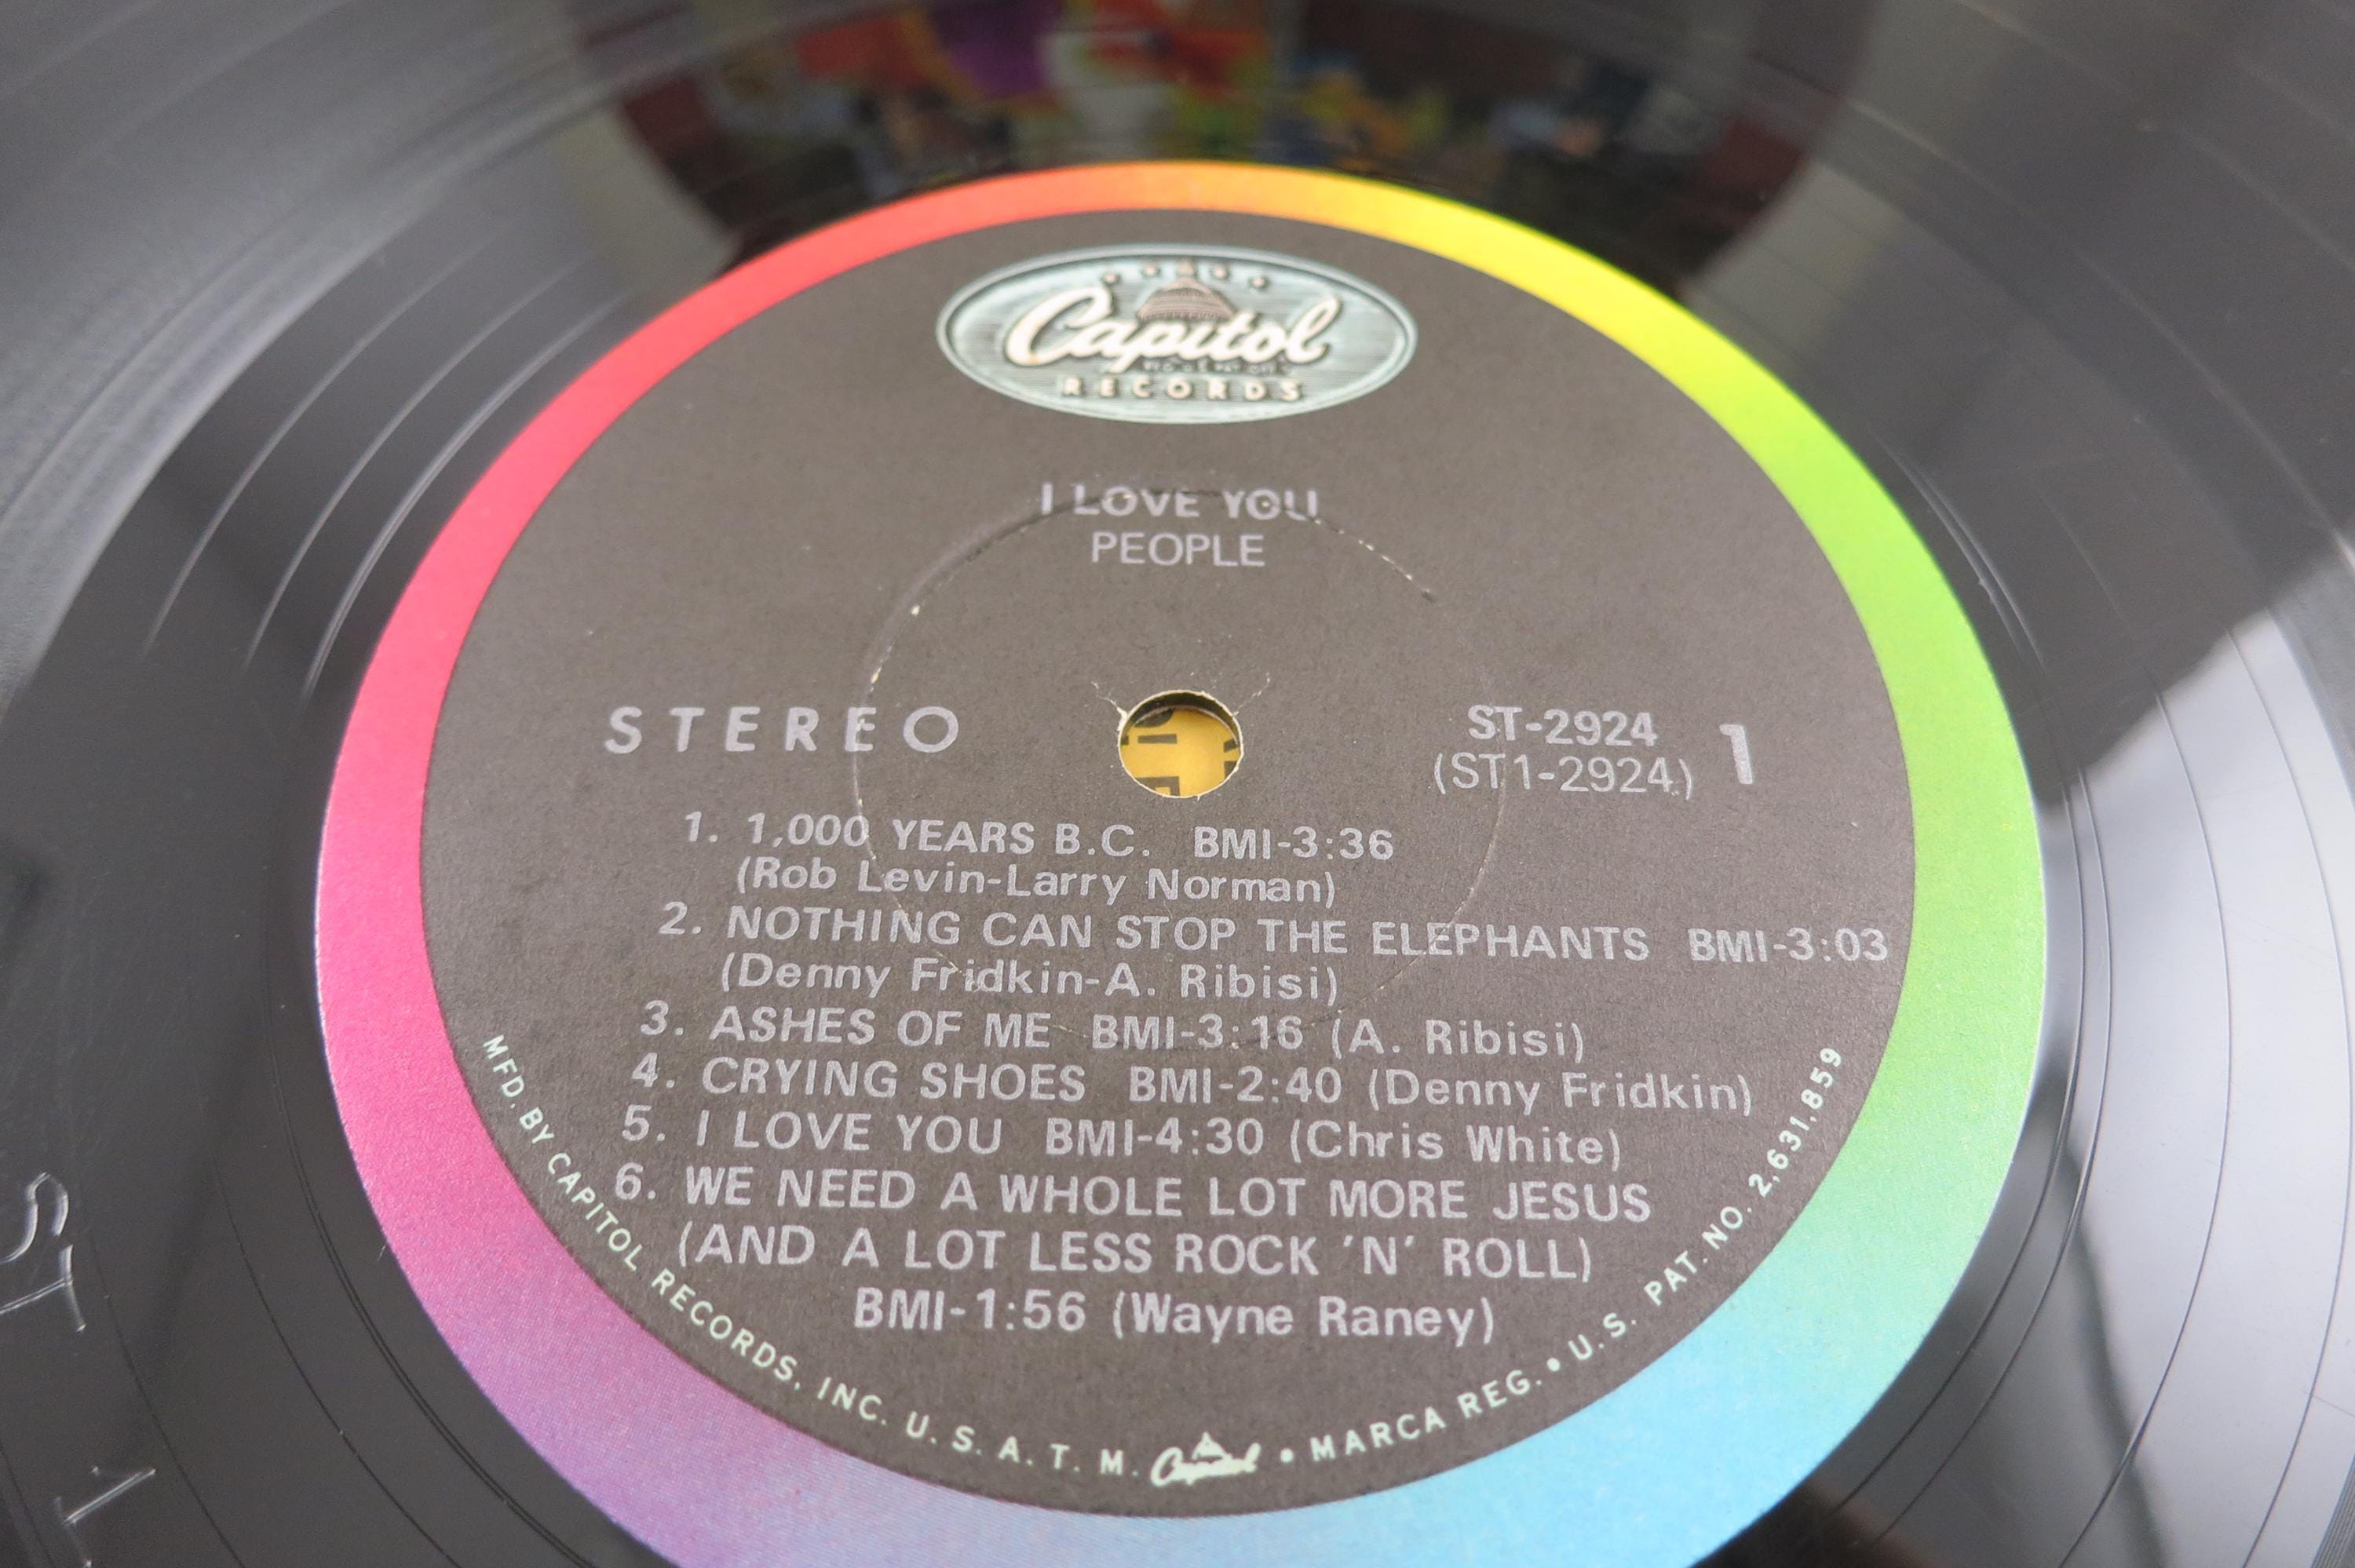 Capitol
RECORDS
I LOVE YOU
PEOPLE
STEREO
ST-2924
(ST1-2924)
1
1. 1,000 YEARS B.C. BMI-3:36
(Rob Levin-Larry Norman)
2. NOTHING CAN STOP THE ELEPHANTS BMI-3:03
(Denny Fridkin-A. Ribisi)
3. ASHES OF ME BMI-3:16 (A. Ribisi)
4. CRYING SHOES BMI-2:40 (Denny Fridkin)
5. I LOVE YOU BMI-4:30 (Chris White)
6. WE NEED A WHOLE LOT MORE JESUS
(AND A LOT LESS ROCK 'N' ROLL)
BMI-1:56 (Wayne Raney)
MFD. BY CAPITOL RECORDS, INC. U.S.A. T.M. Capitol • MARCA REG. • U.S. PAT. NO. 2,631,859
ST 1